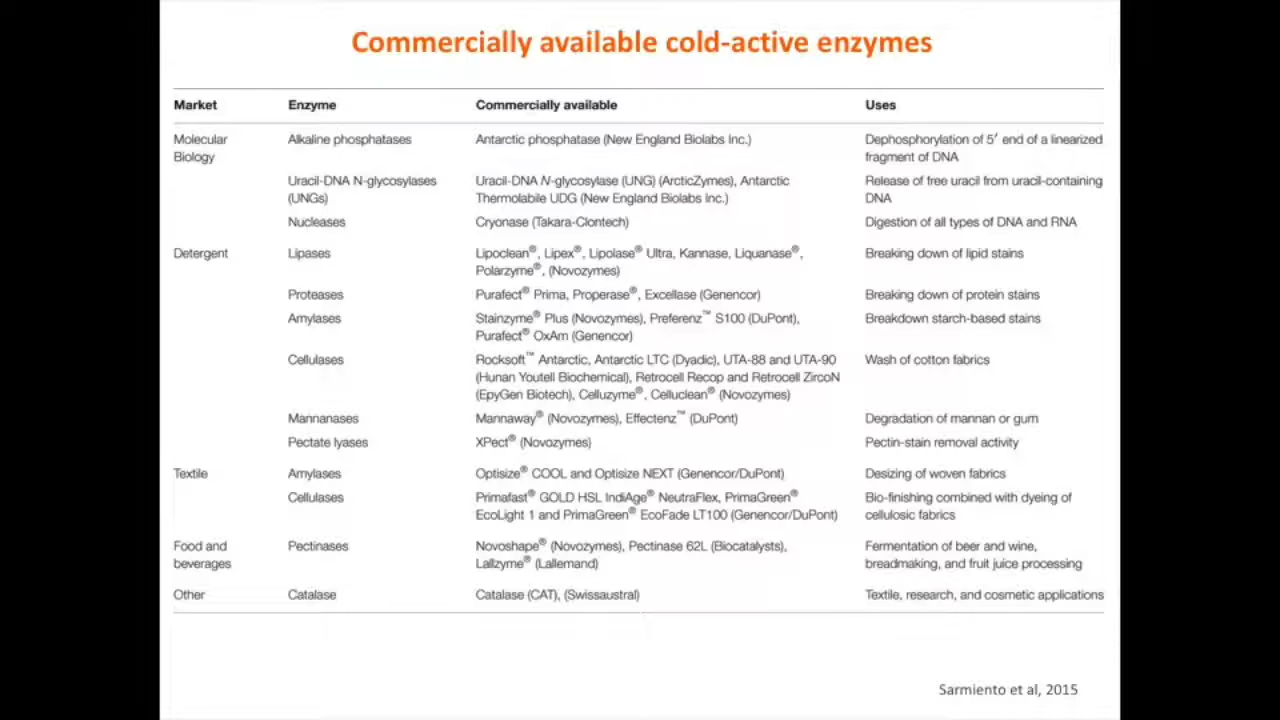 Commercially available cold-active enzymes
Market Enzyme Commercially available Uses
Molecular Biology Alkaline phosphatases Antarctic phosphatase (New England Biolabs Inc.) Dephosphorylation of 5′ end of a linearized fragment of DNA
Uracil-DNA N-glycosylases (UNGs) Uracil-DNA N-glycosylase (UNG) (ArcticZymes), Antarctic Thermolabile UDG (New England Biolabs Inc.) Release of free uracil from uracil-containing DNA
Nucleases Cryonase (Takara-Clontech) Digestion of all types of DNA and RNA
Detergent Lipases Lipoclean®, Lipex®, Lipolase® Ultra, Kannase, Liquanase®, Polarzyme®, (Novozymes) Breaking down of lipid stains
Proteases Purafect® Prima, Properase®, Excellase (Genencor) Breaking down of protein stains
Amylases Stainzyme® Plus (Novozymes), Preferenz™ S100 (DuPont), Purafect® OxAm (Genencor) Breakdown starch-based stains
Cellulases Rocksoft™ Antarctic, Antarctic LTC (Dyadic), UTA-88 and UTA-90 (Hunan Youtell Biochemical), Retrocell Recop and Retrocell ZircoN (EpyGen Biotech), Celluzyme®, Celluclean® (Novozymes) Wash of cotton fabrics
Mannanases Mannaway® (Novozymes), Effectenz™ (DuPont) Degradation of mannan or gum
Pectate lyases XPect® (Novozymes) Pectin-stain removal activity
Textile Amylases Optisize® COOL and Optisize NEXT (Genencor/DuPont) Desizing of woven fabrics
Cellulases Primafast® GOLD HSL IndiAge® NeutraFlex, PrimaGreen® EcoLight 1 and PrimaGreen® EcoFade LT100 (Genencor/DuPont) Bio-finishing combined with dyeing of cellulosic fabrics
Food and beverages Pectinases Novoshape® (Novozymes), Pectinase 62L (Biocatalysts), Lallzyme® (Lallemand) Fermentation of beer and wine, breadmaking, and fruit juice processing
Other Catalase Catalase (CAT), (Swissaustral) Textile, research, and cosmetic applications
Sarmiento et al, 2015